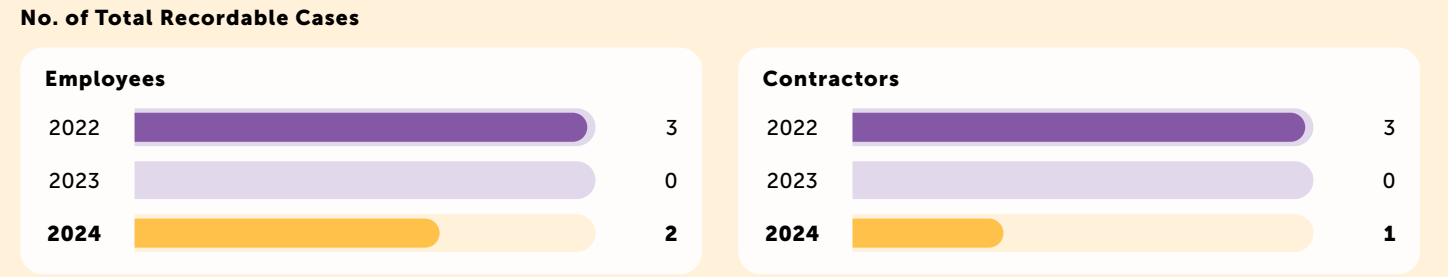 No. of Total Recordable Cases
Employees
2022 3
2023 0
2024 2
Contractors
2022 3
2023 0
2024 1